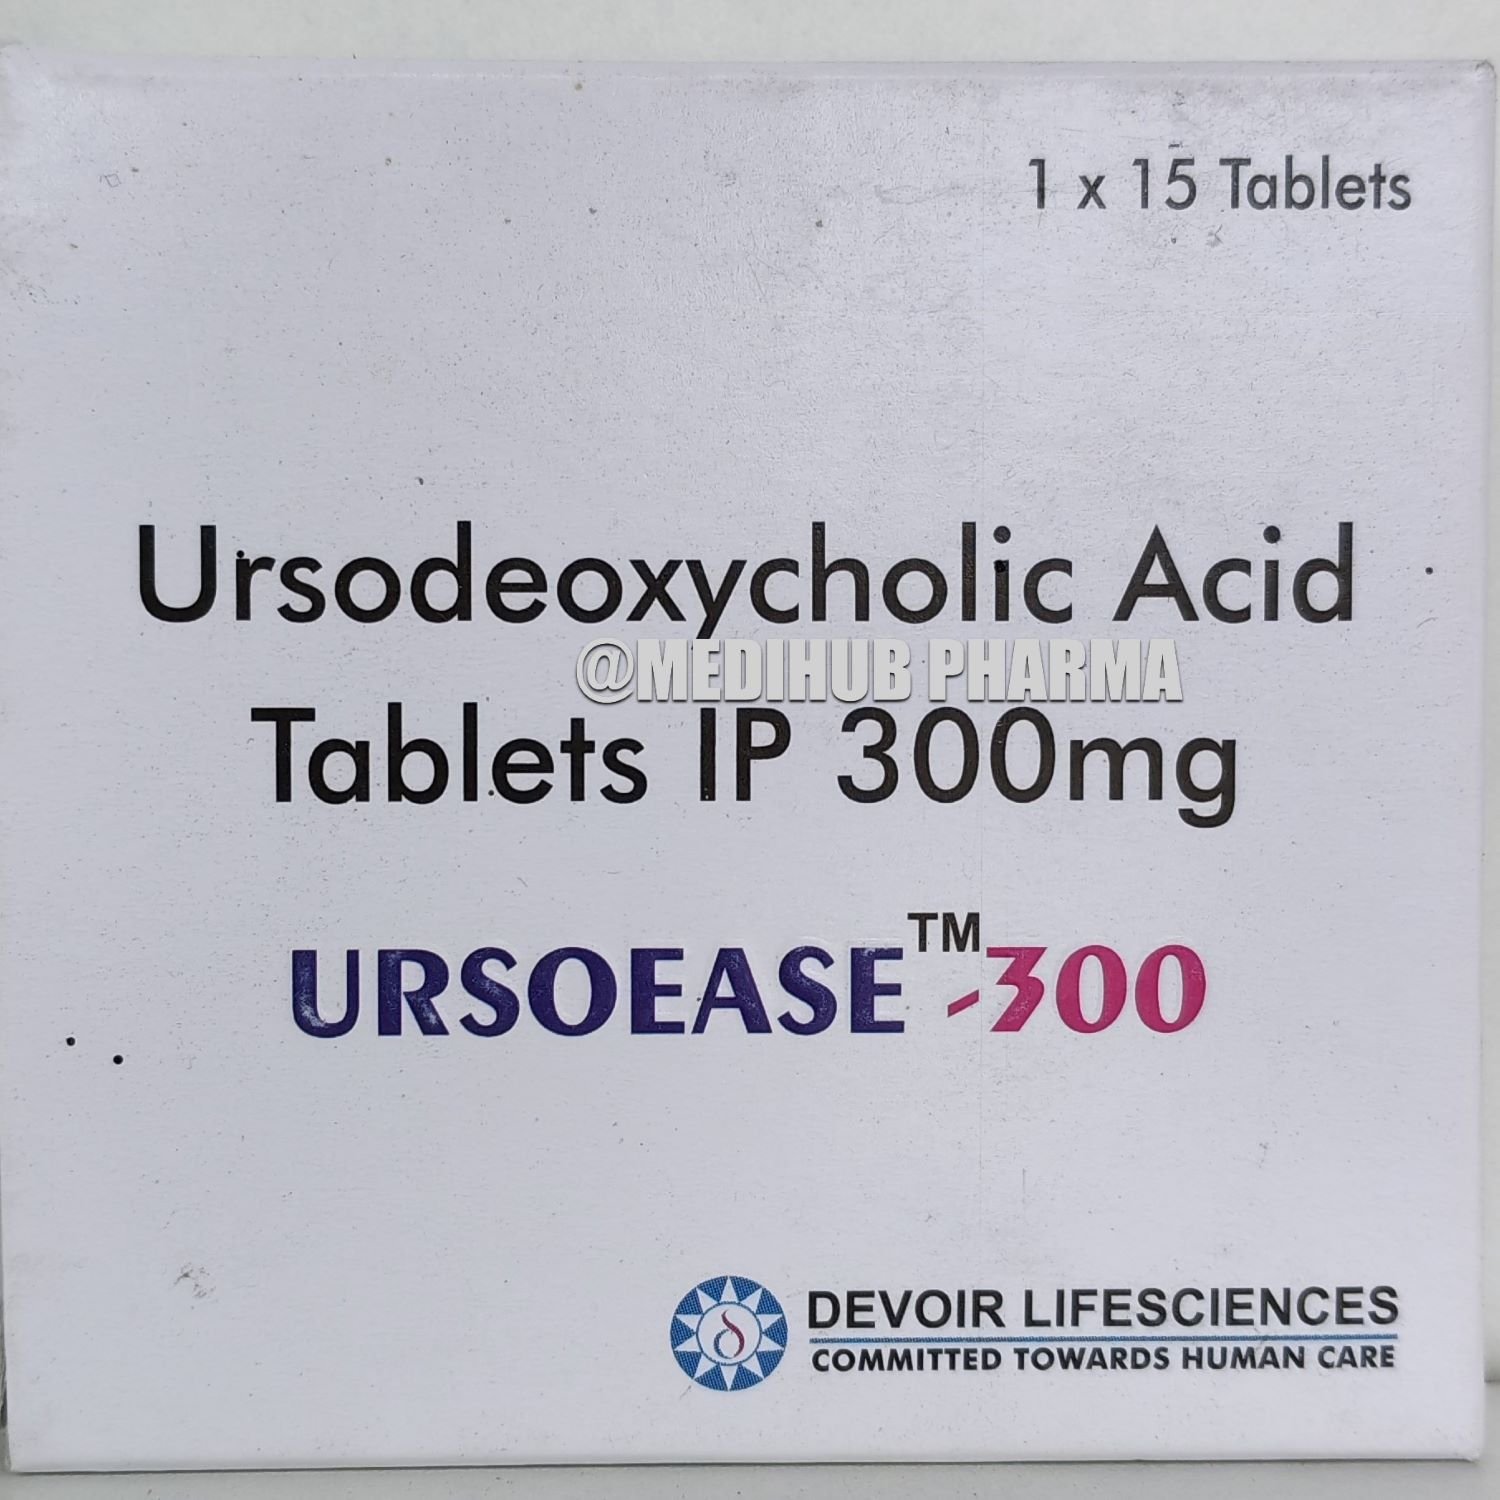 1 x 15 Tablets
Ursodeoxycholic Acid
@MEDIHUB PHARMA
Tablets IP 300mg
URSOEASE™-300
DEVOIR LIFESCIENCES
COMMITTED TOWARDS HUMAN CARE